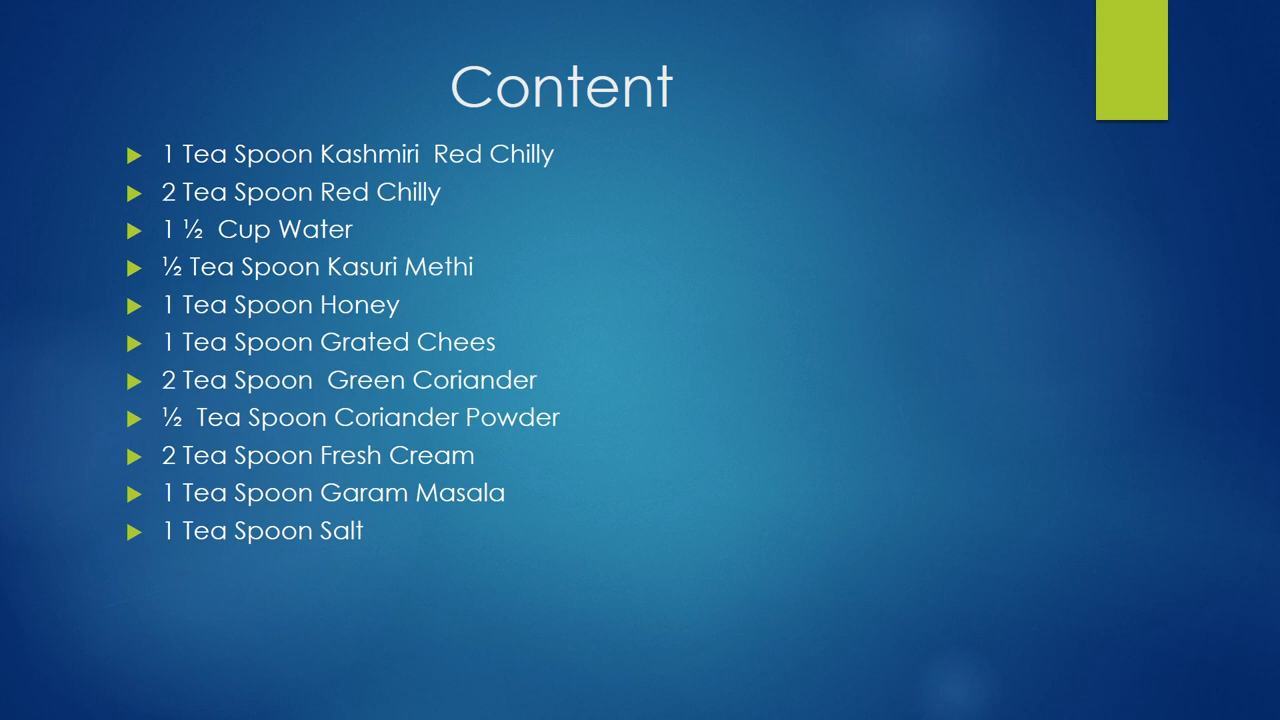 Content
1 Tea Spoon Kashmiri  Red Chilly
2 Tea Spoon Red Chilly
1 ½  Cup Water
½ Tea Spoon Kasuri Methi
1 Tea Spoon Honey
1 Tea Spoon Grated Chees
2 Tea Spoon  Green Coriander
½  Tea Spoon Coriander Powder
2 Tea Spoon Fresh Cream
1 Tea Spoon Garam Masala
1 Tea Spoon Salt